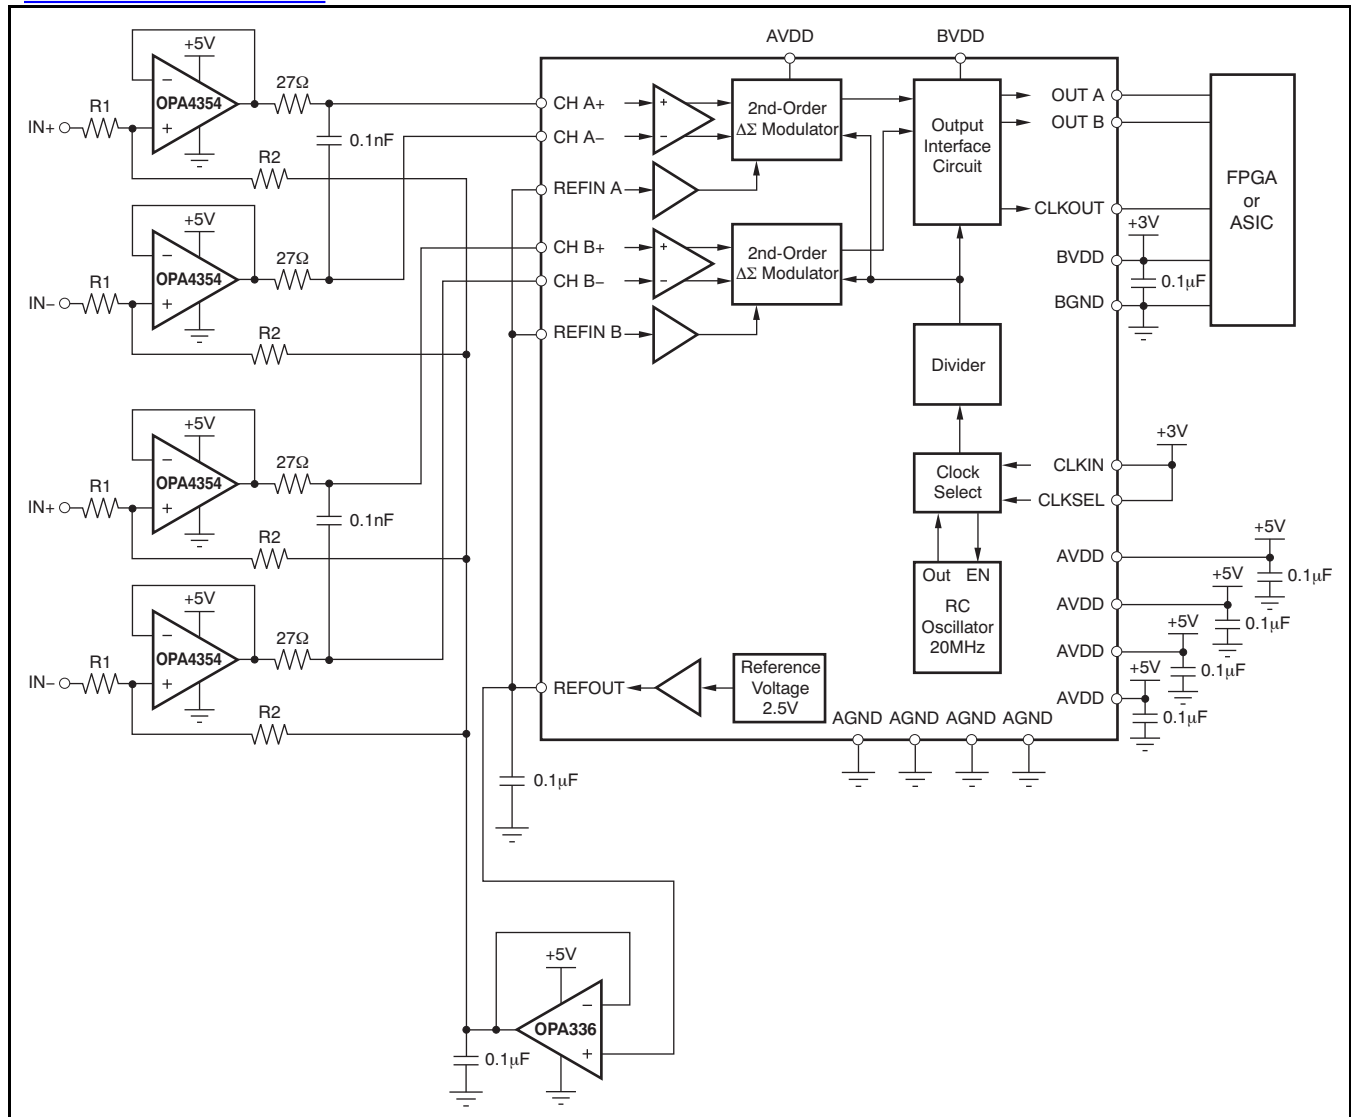 +5V
OPA4354
−
+
27Ω
R1
IN+
0.1nF
R2
+5V
OPA4354
−
+
27Ω
R1
IN−
R2
+5V
OPA4354
−
+
27Ω
R1
IN+
0.1nF
R2
+5V
OPA4354
−
+
27Ω
R1
IN−
R2
AVDD
BVDD
CH A+
CH A−
+
−
2nd-Order
ΔΣ Modulator
REFIN A
CH B+
CH B−
+
−
2nd-Order
ΔΣ Modulator
REFIN B
Output
Interface
Circuit
OUT A
OUT B
CLKOUT
FPGA
or
ASIC
+3V
BVDD
0.1μF
BGND
Divider
Clock
Select
+3V
CLKIN
CLKSEL
Out EN
RC
Oscillator
20MHz
AVDD
+5V
0.1μF
AVDD
+5V
0.1μF
AVDD
+5V
0.1μF
AVDD
+5V
0.1μF
REFOUT
Reference
Voltage
2.5V
AGND AGND AGND AGND
0.1μF
+5V
OPA336
−
+
0.1μF